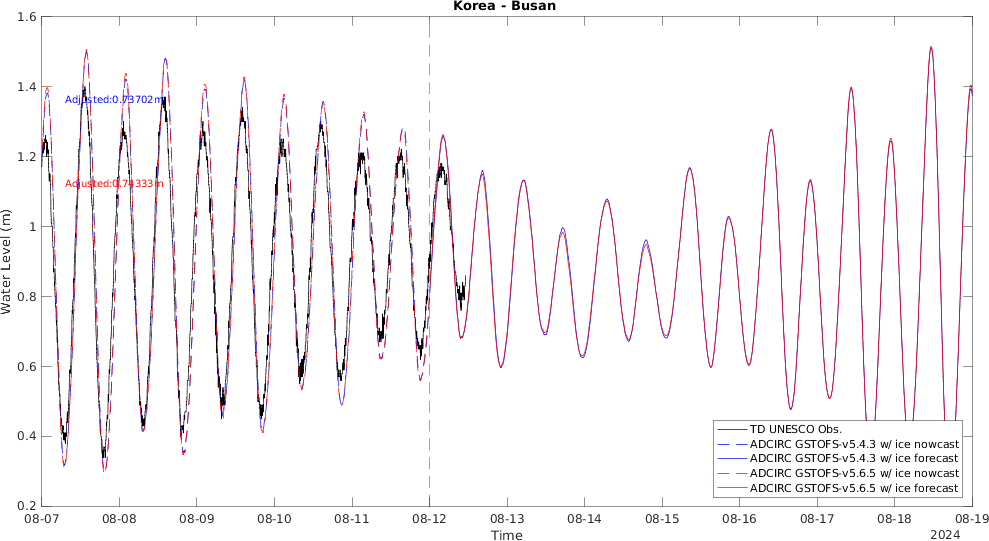 Korea - Busan
1.6
1.4
1.2
1
0.8
0.6
0.4
0.2
Water Level (m)
Adjusted:0.73702m
Adjusted:0.74333m
TD UNESCO Obs.
ADCIRC GSTOFS-v5.4.3 w/ ice nowcast
ADCIRC GSTOFS-v5.4.3 w/ ice forecast
ADCIRC GSTOFS-v5.6.5 w/ ice nowcast
ADCIRC GSTOFS-v5.6.5 w/ ice forecast
08-07 08-08 08-09 08-10 08-11 08-12 08-13 08-14 08-15 08-16 08-17 08-18 08-19
Time
2024